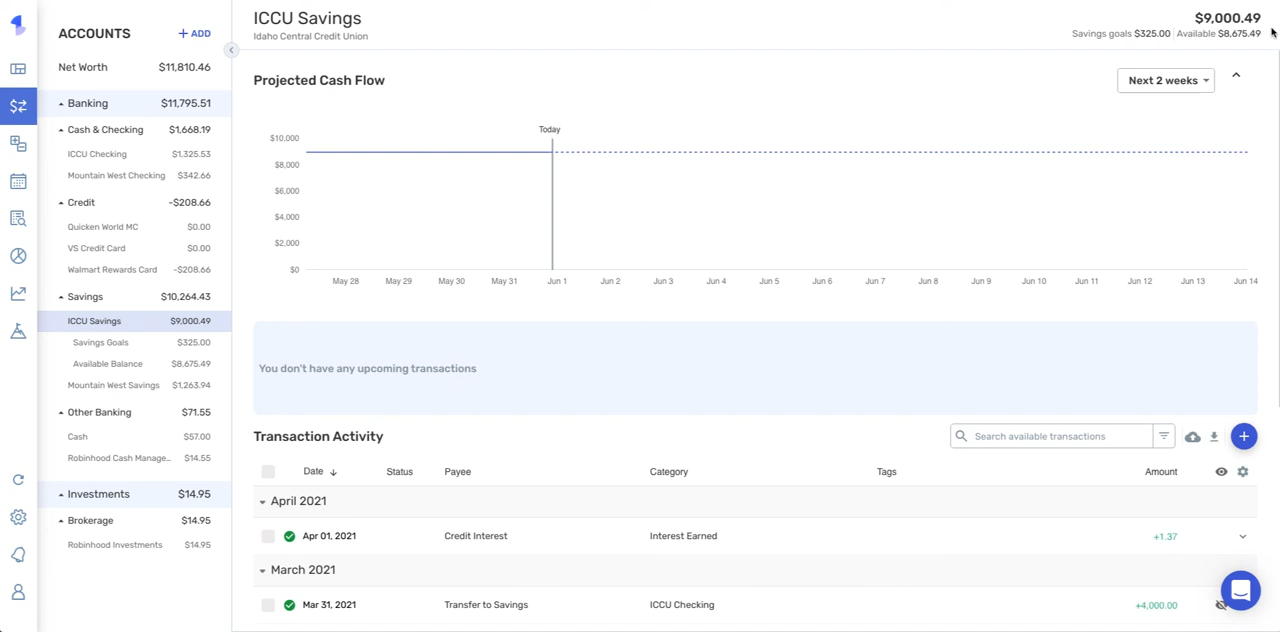 ACCOUNTS
+ ADD
Net Worth $11,810.46
Banking $11,795.51
Cash & Checking $1,668.19
ICCU Checking $1,325.53
Mountain West Checking $342.66
Credit -$208.66
Quicken World MC $0.00
VS Credit Card $0.00
Walmart Rewards Card -$208.66
Savings $10,264.43
ICCU Savings $9,000.49
Savings Goals $325.00
Available Balance $8,675.49
Mountain West Savings $1,263.94
Other Banking $71.55
Cash $57.00
Robinhood Cash Manage... $14.55
Investments $14.95
Brokerage $14.95
Robinhood Investments $14.95
ICCU Savings
Idaho Central Credit Union
$9,000.49
Savings goals $325.00 Available $8,675.49
Projected Cash Flow
Next 2 weeks
Today
$10,000
$8,000
$6,000
$4,000
$2,000
$0
May 28 May 29 May 30 May 31 Jun 1 Jun 2 Jun 3 Jun 4 Jun 5 Jun 6 Jun 7 Jun 8 Jun 9 Jun 10 Jun 11 Jun 12 Jun 13 Jun 14
You don't have any upcoming transactions
Transaction Activity
Search available transactions
Date Status Payee Category Tags Amount
April 2021
Apr 01, 2021 Credit Interest Interest Earned +1.37
March 2021
Mar 31, 2021 Transfer to Savings ICCU Checking +4,000.00